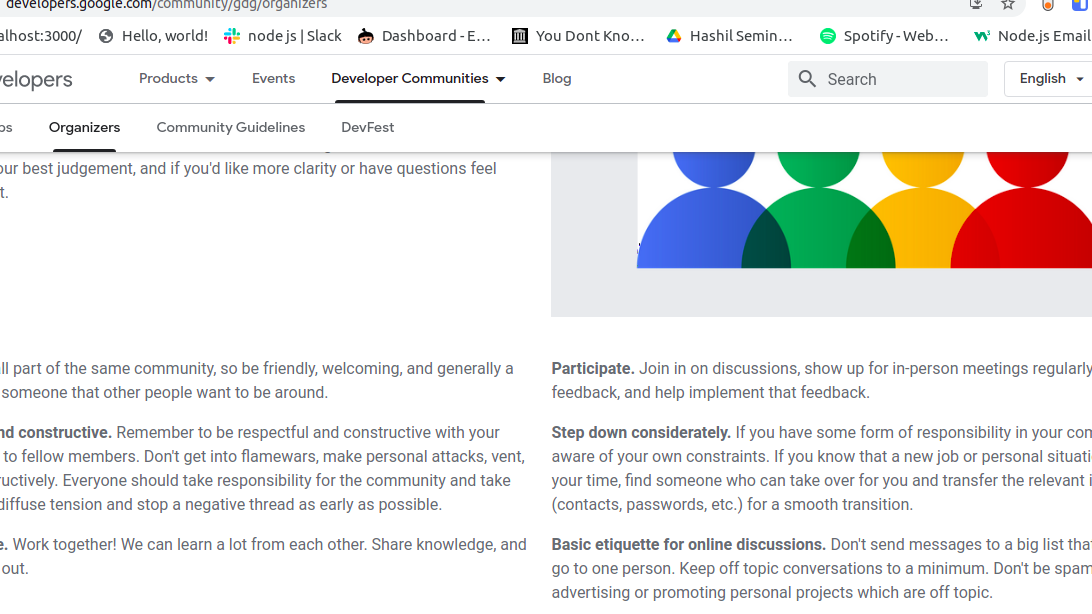 developers.google.com/community/gdg/organizers
alhost:3000/ Hello, world! node js | Slack Dashboard - E... You Dont Kno... Hashil Semin... Spotify - Web... Node.js Email
velopers Products Events Developer Communities Blog Search English
ps Organizers Community Guidelines DevFest
our best judgement, and if you'd like more clarity or have questions feel
t.
ll part of the same community, so be friendly, welcoming, and generally a
someone that other people want to be around.
nd constructive. Remember to be respectful and constructive with your
to fellow members. Don't get into flamewars, make personal attacks, vent,
ructively. Everyone should take responsibility for the community and take
diffuse tension and stop a negative thread as early as possible.
e. Work together! We can learn a lot from each other. Share knowledge, and
out.
Participate. Join in on discussions, show up for in-person meetings regularly
feedback, and help implement that feedback.
Step down considerately. If you have some form of responsibility in your com
aware of your own constraints. If you know that a new job or personal situati
your time, find someone who can take over for you and transfer the relevant i
(contacts, passwords, etc.) for a smooth transition.
Basic etiquette for online discussions. Don't send messages to a big list that
go to one person. Keep off topic conversations to a minimum. Don't be spam
advertising or promoting personal projects which are off topic.